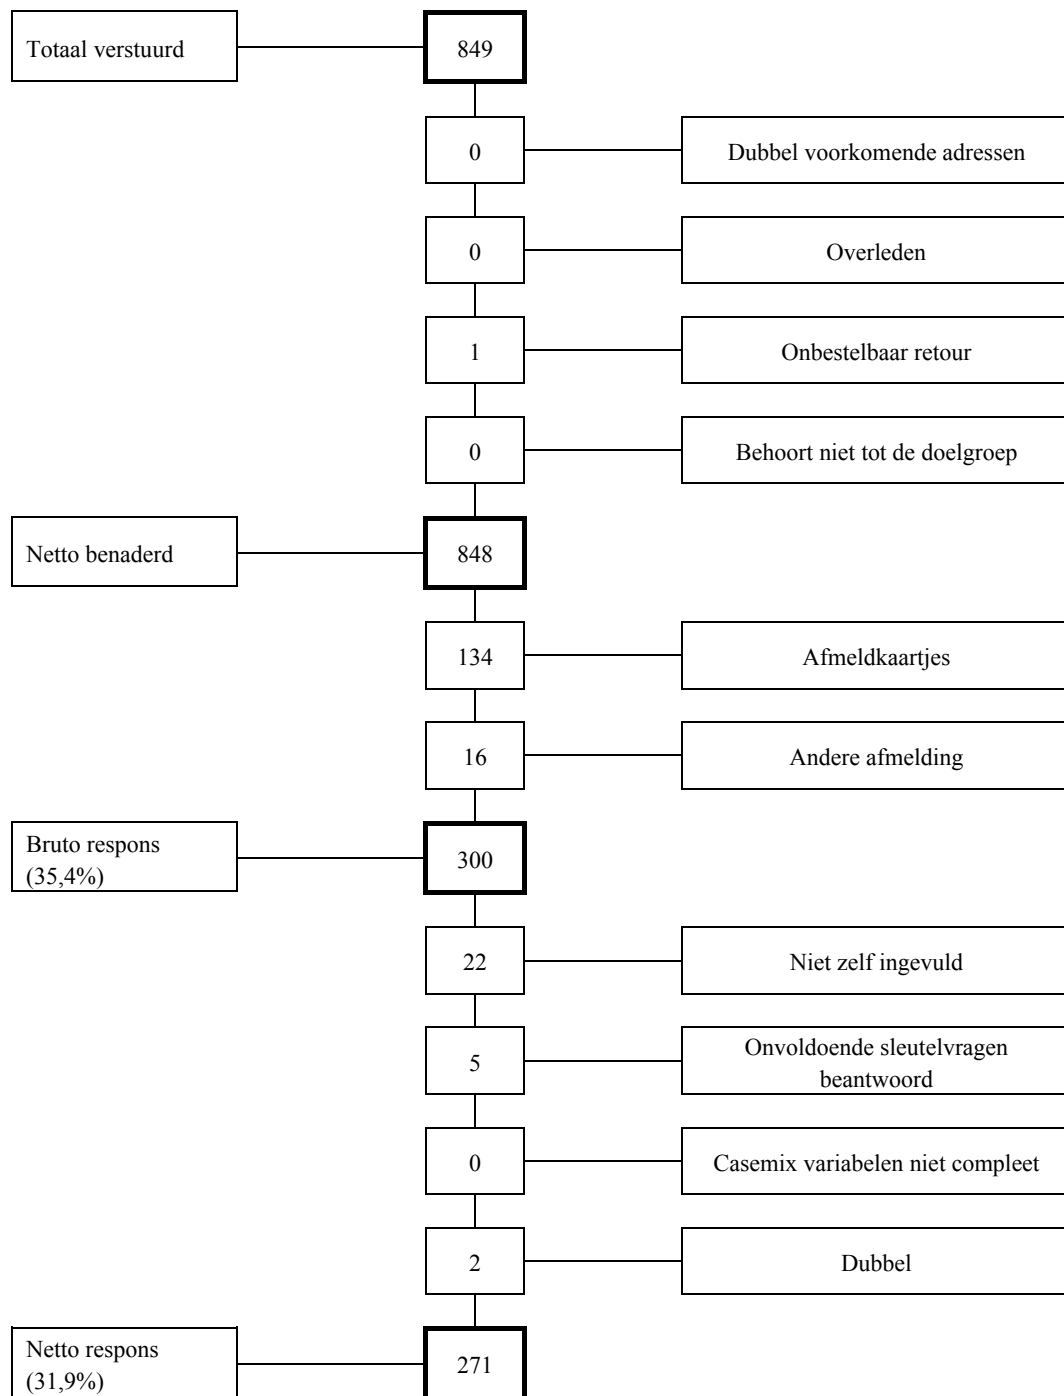 Totaal verstuurd
849
0
Dubbel voorkomende adressen
0
Overleden
1
Onbestelbaar retour
0
Behoort niet tot de doelgroep
Netto benaderd
848
134
Afmeldkaartjes
16
Andere afmelding
Bruto respons
(35,4%)
300
22
Niet zelf ingevuld
5
Onvoldoende sleutelvragen
beantwoord
0
Casemix variabelen niet compleet
2
Dubbel
Netto respons
(31,9%)
271